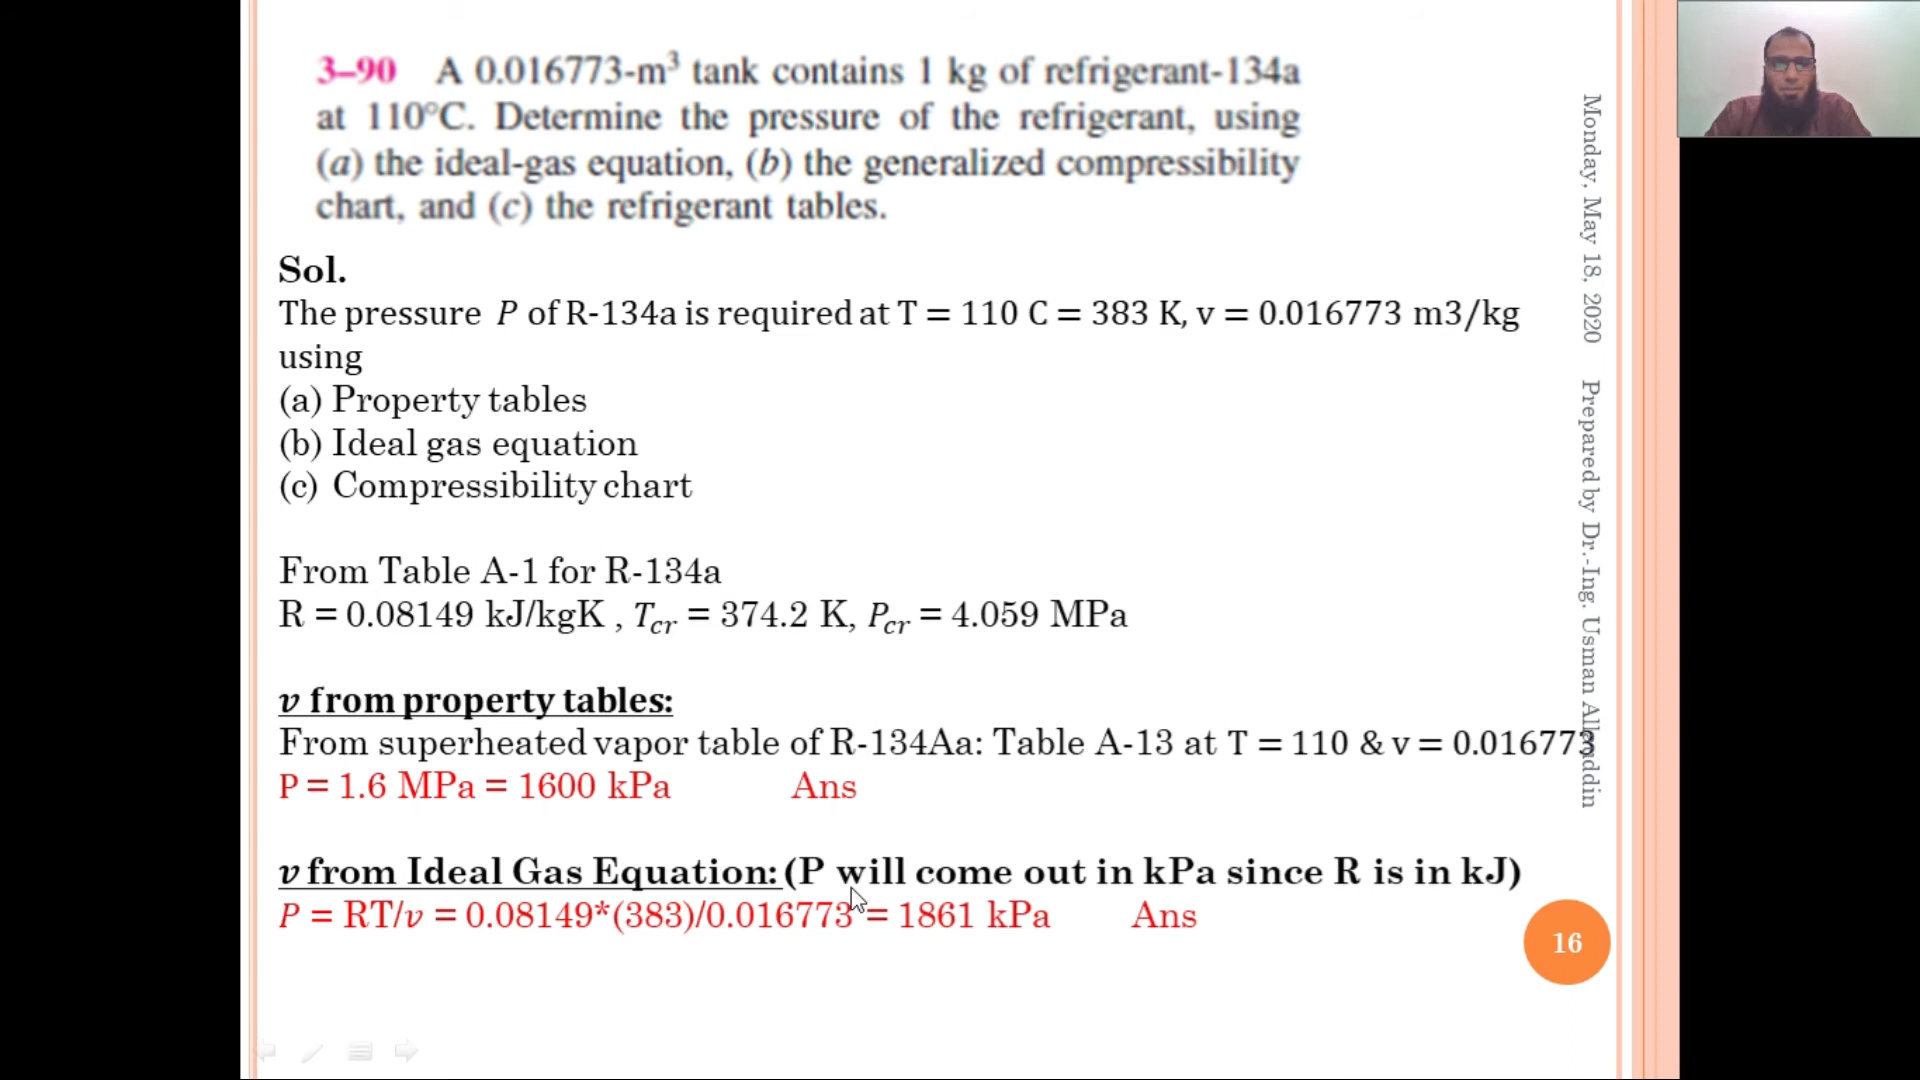 3–90 A 0.016773-m³ tank contains 1 kg of refrigerant-134a
at 110°C. Determine the pressure of the refrigerant, using
(a) the ideal-gas equation, (b) the generalized compressibility
chart, and (c) the refrigerant tables.
Sol.
The pressure P of R-134a is required at T = 110 C = 383 K, v = 0.016773 m3/kg
using
(a) Property tables
(b) Ideal gas equation
(c) Compressibility chart
From Table A-1 for R-134a
R = 0.08149 kJ/kgK , Tcr = 374.2 K, Pcr = 4.059 MPa
v from property tables:
From superheated vapor table of R-134Aa: Table A-13 at T = 110 & v = 0.016773
P = 1.6 MPa = 1600 kPa Ans
v from Ideal Gas Equation: (P will come out in kPa since R is in kJ)
P = RT/v = 0.08149*(383)/0.016773 = 1861 kPa Ans
Monday, May 18, 2020 Prepared by Dr.-Ing. Usman Allauddin
16